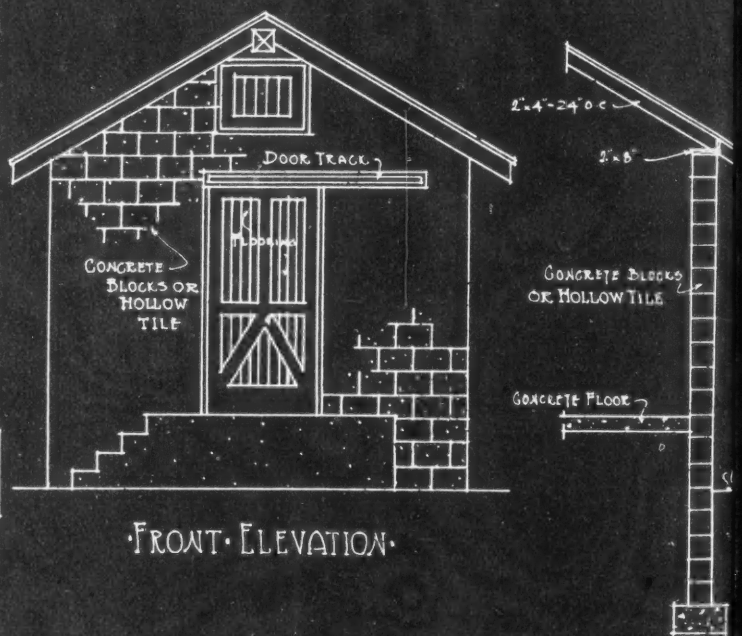 2"x4"-24" O.C.
2"x8"
DOOR TRACK
FLOORING
CONCRETE
BLOCKS OR
HOLLOW
TILE
CONCRETE BLOCKS
OR HOLLOW TILE
CONCRETE FLOOR
·FRONT·ELEVATION·